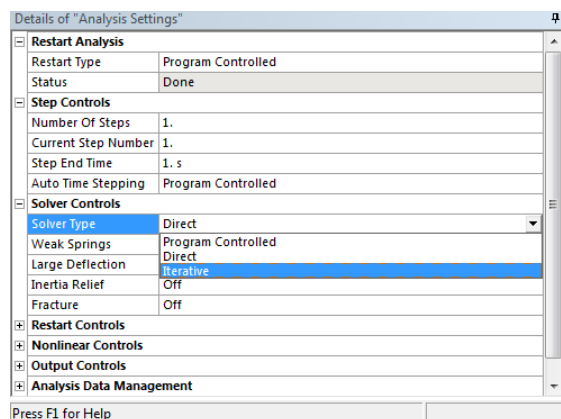 Details of "Analysis Settings"
Restart Analysis
Restart Type Program Controlled
Status Done
Step Controls
Number Of Steps 1.
Current Step Number 1.
Step End Time 1. s
Auto Time Stepping Program Controlled
Solver Controls
Solver Type Direct
Weak Springs Program Controlled
Large Deflection Direct
Iterative
Inertia Relief Off
Fracture Off
Restart Controls
Nonlinear Controls
Output Controls
Analysis Data Management
Press F1 for Help